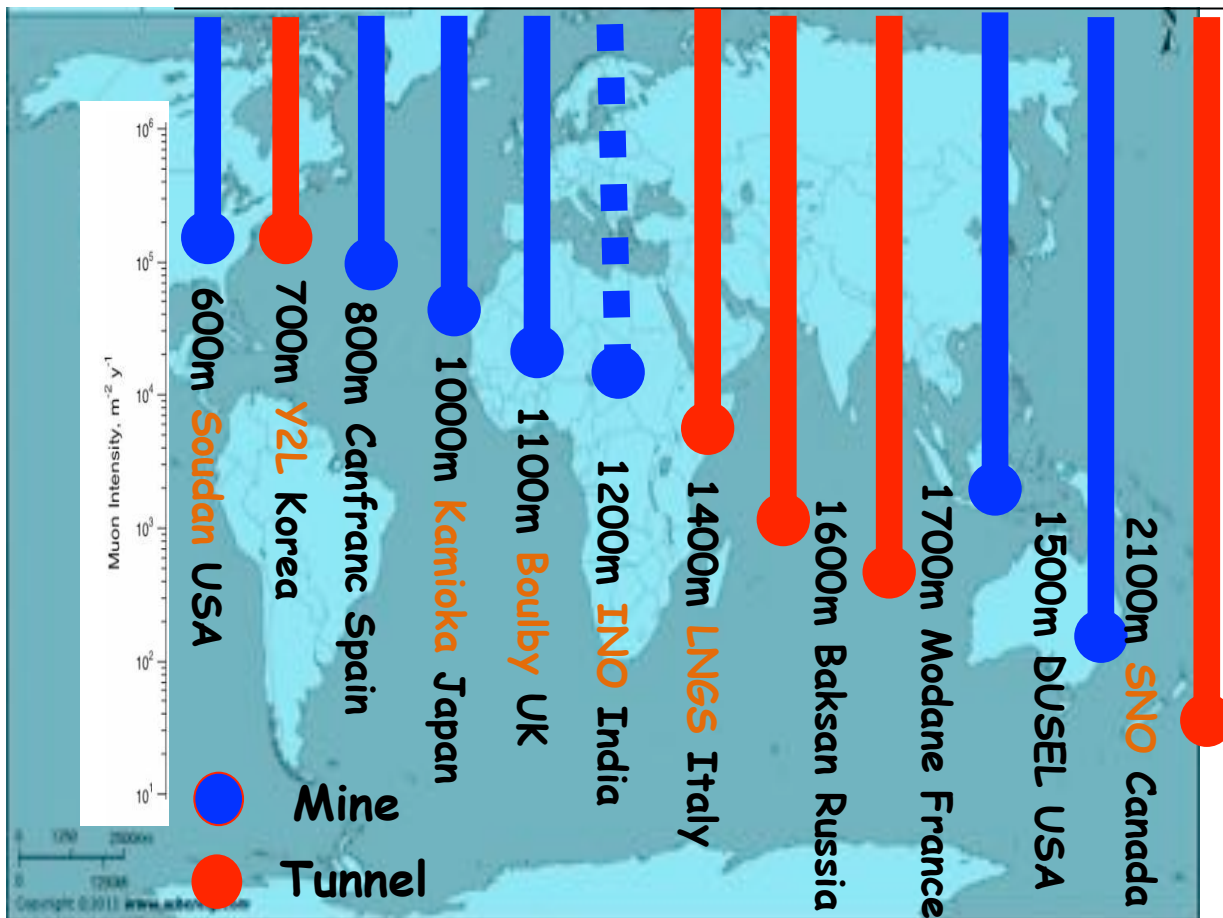 10⁶
10⁵
10⁴
10³
10²
10¹
Muon Intensity, m⁻² y⁻¹
600m Soudan USA
700m Y2L Korea
800m Canfranc Spain
1000m Kamioka Japan
1100m Boulby UK
1200m INO India
1400m LNGS Italy
1600m Baksan Russia
1700m Modane France
1500m DUSEL USA
2100m SNO Canada
Mine
Tunnel
0
Copyright